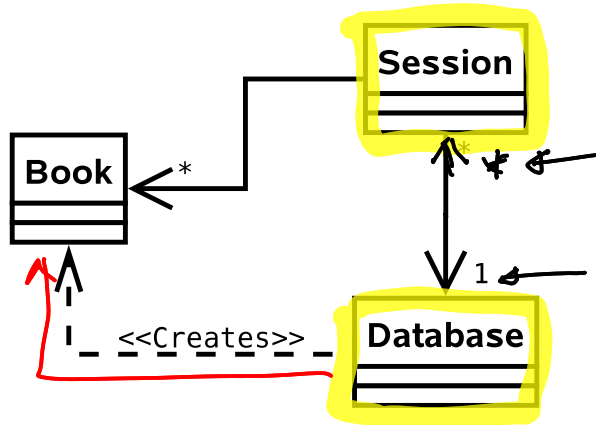 Session
Book
*
*
*
1
<<Creates>>
Database